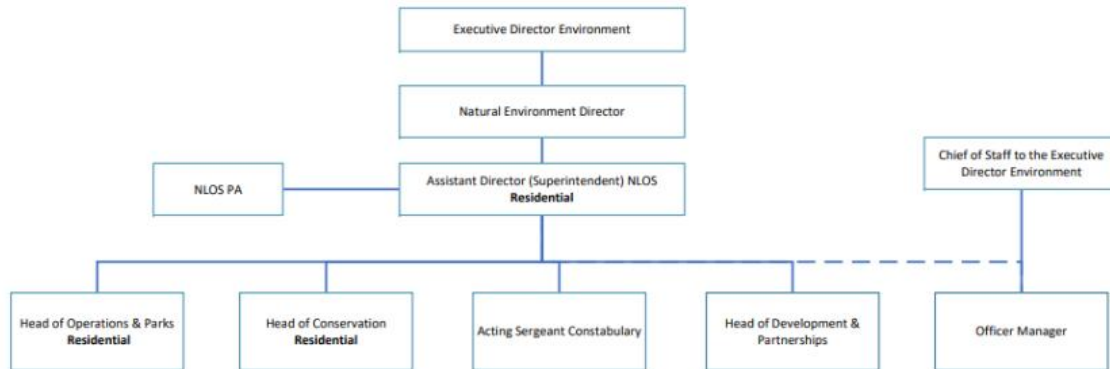 Executive Director Environment
Natural Environment Director
Chief of Staff to the Executive
Director Environment
NLOS PA
Assistant Director (Superintendent) NLOS
Residential
Head of Operations & Parks
Residential
Head of Conservation
Residential
Acting Sergeant Constabulary
Head of Development &
Partnerships
Officer Manager